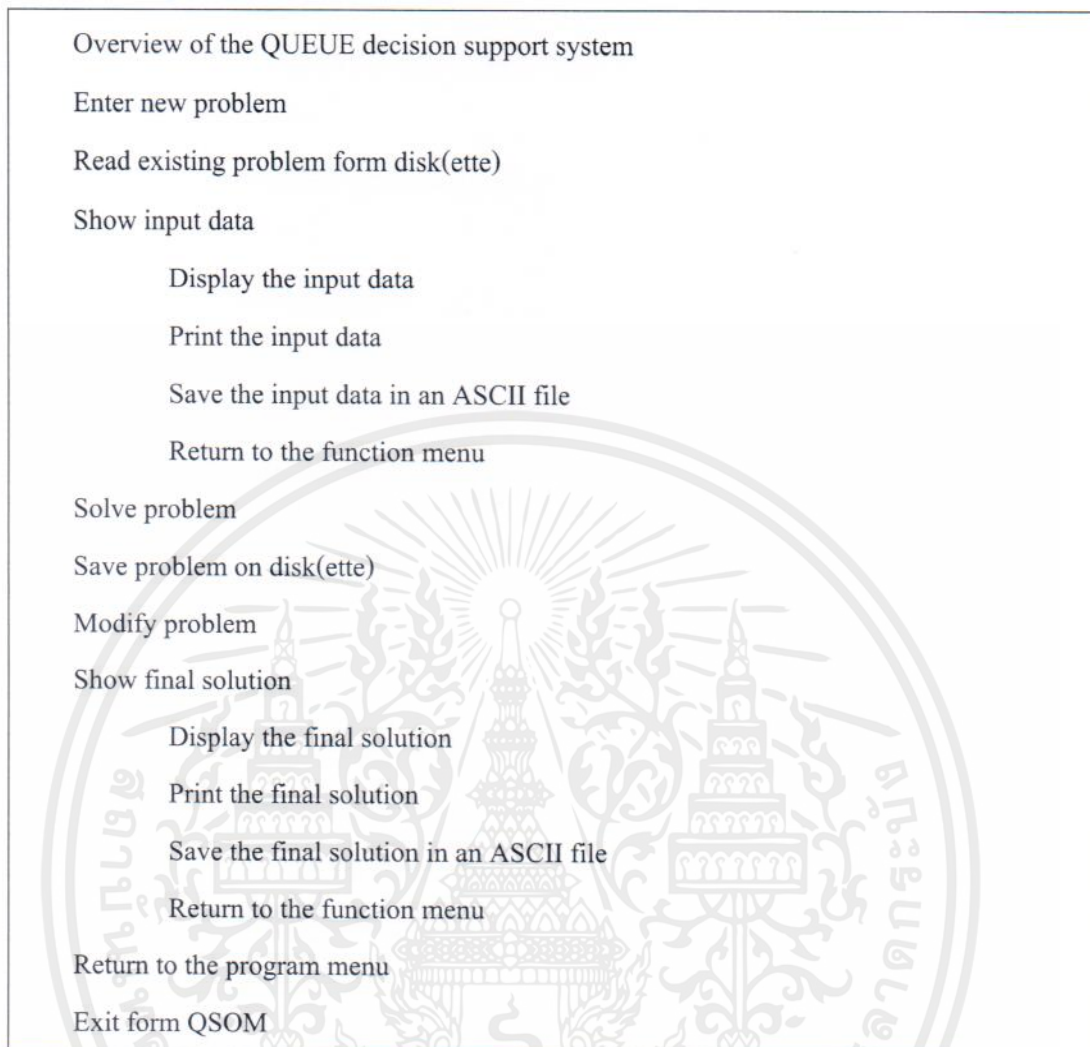 Overview of the QUEUE decision support system
Enter new problem
Read existing problem form disk(ette)
Show input data
Display the input data
Print the input data
Save the input data in an ASCII file
Return to the function menu
Solve problem
Save problem on disk(ette)
Modify problem
Show final solution
Display the final solution
Print the final solution
Save the final solution in an ASCII file
Return to the function menu
Return to the program menu
Exit form QSOM